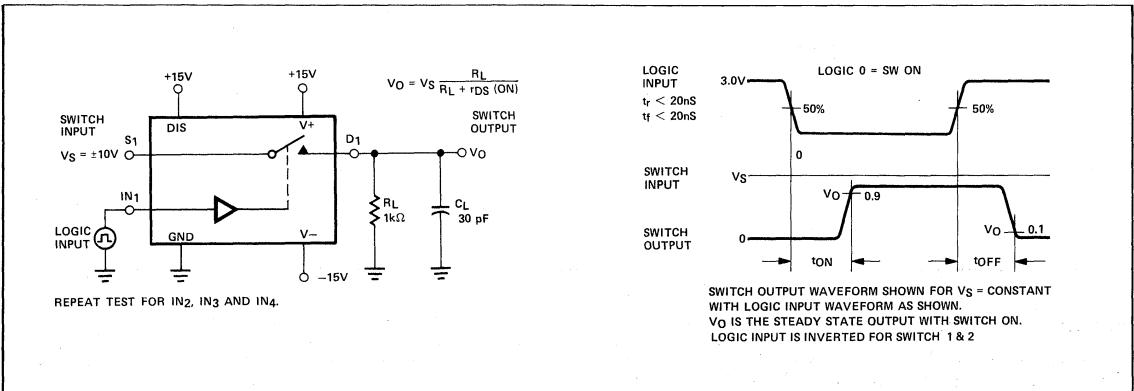 +15V
+15V
VO = VS RL / RL + rDS (ON)
SWITCH
INPUT
DIS
V+
SWITCH
OUTPUT
S1
D1
VS = ±10V
VO
IN1
RL
1kΩ
CL
30 pF
LOGIC
INPUT
GND
V−
−15V
REPEAT TEST FOR IN2, IN3 AND IN4.
LOGIC
INPUT
tr < 20nS
tf < 20nS
3.0V
LOGIC 0 = SW ON
50%
50%
0
SWITCH
INPUT
VS
VO
0.9
SWITCH
OUTPUT
0
VO
0.1
tON
tOFF
SWITCH OUTPUT WAVEFORM SHOWN FOR VS = CONSTANT
WITH LOGIC INPUT WAVEFORM AS SHOWN.
VO IS THE STEADY STATE OUTPUT WITH SWITCH ON.
LOGIC INPUT IS INVERTED FOR SWITCH 1 & 2